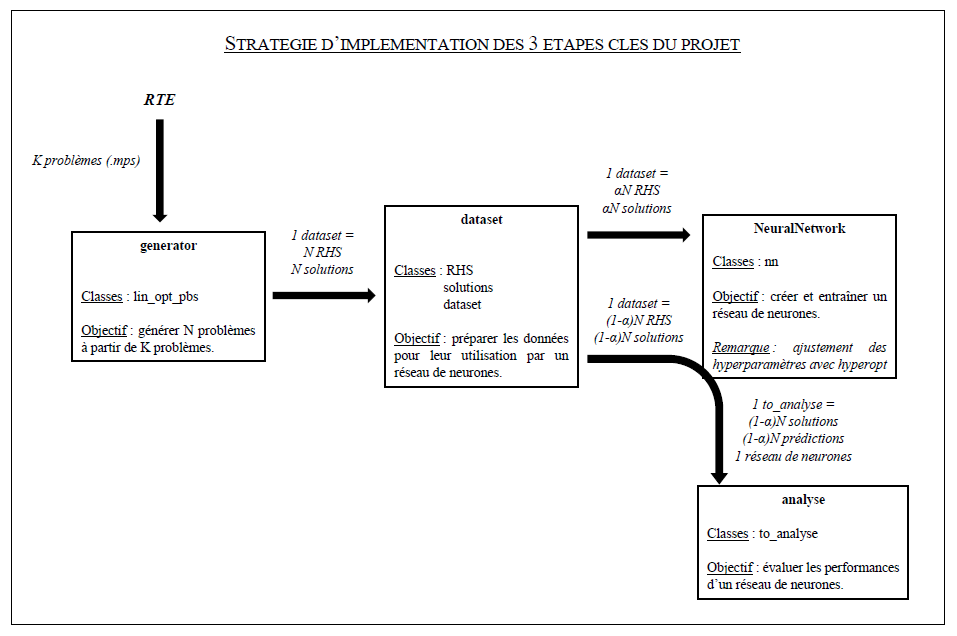 STRATEGIE D'IMPLEMENTATION DES 3 ETAPES CLES DU PROJET
RTE
K problèmes (.mps)
generator
Classes : lin_opt_pbs
Objectif : générer N problèmes
à partir de K problèmes.
1 dataset =
N RHS
N solutions
dataset
Classes : RHS
solutions
dataset
Objectif : préparer les données
pour leur utilisation par un
réseau de neurones.
1 dataset =
αN RHS
αN solutions
1 dataset =
(1-α)N RHS
(1-α)N solutions
NeuralNetwork
Classes : nn
Objectif : créer et entraîner un
réseau de neurones.
Remarque : ajustement des
hyperparamètres avec hyperopt
1 to_analyse =
(1-α)N solutions
(1-α)N prédictions
1 réseau de neurones
analyse
Classes : to_analyse
Objectif : évaluer les performances
d'un réseau de neurones.